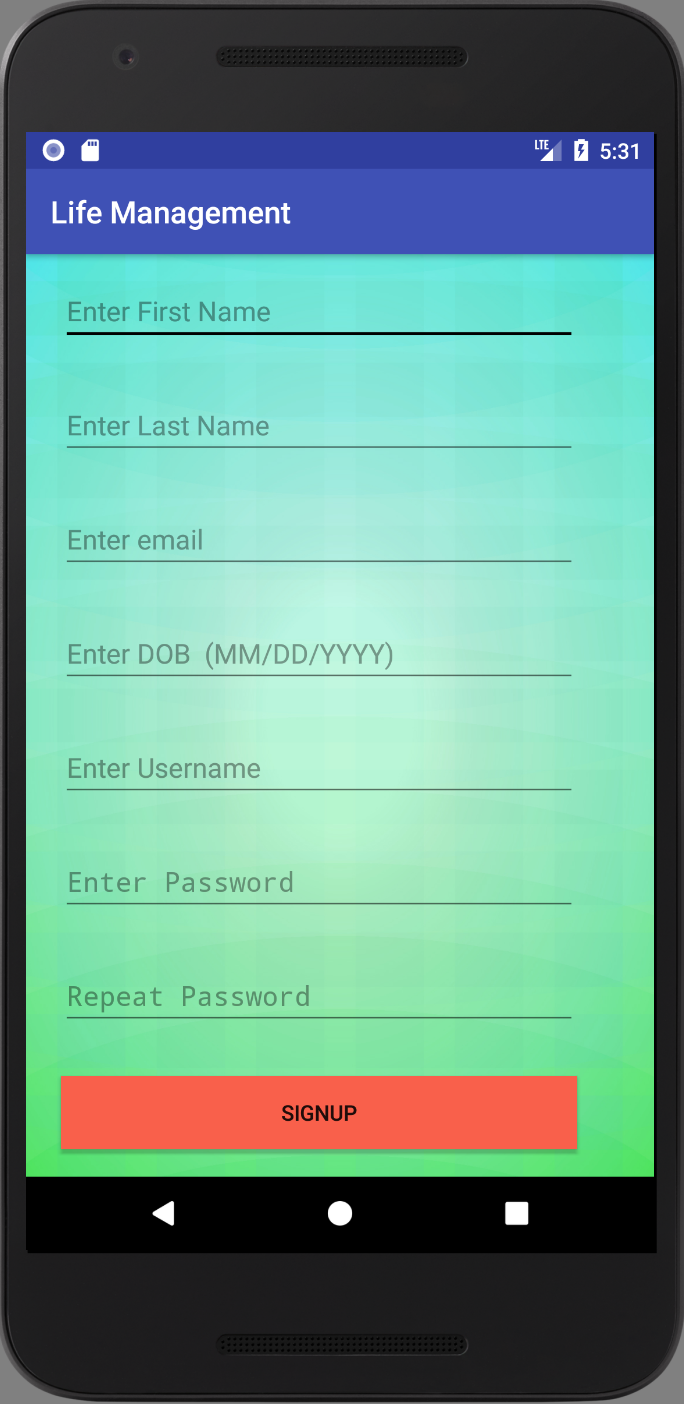 LTE 5:31
Life Management
Enter First Name
Enter Last Name
Enter email
Enter DOB  (MM/DD/YYYY)
Enter Username
Enter Password
Repeat Password
SIGNUP